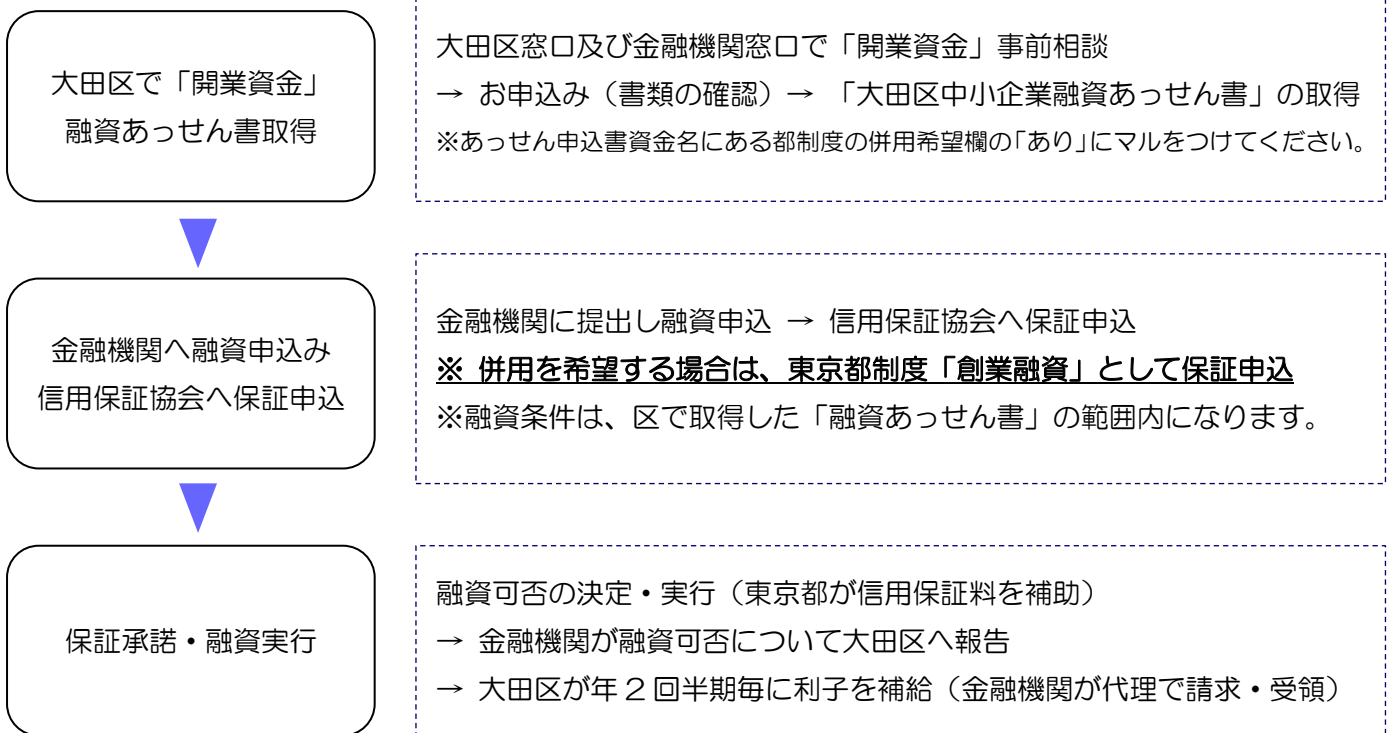 大田区で「開業資金」
融資あっせん書取得
大田区窓口及び金融機関窓口で「開業資金」事前相談
→ お申込み（書類の確認）→ 「大田区中小企業融資あっせん書」の取得
※あっせん申込書資金名にある都制度の併用希望欄の「あり」にマルをつけてください。
金融機関へ融資申込み
信用保証協会へ保証申込
金融機関に提出し融資申込 → 信用保証協会へ保証申込
※ 併用を希望する場合は、東京都制度「創業融資」として保証申込
※融資条件は、区で取得した「融資あっせん書」の範囲内になります。
保証承諾・融資実行
融資可否の決定・実行（東京都が信用保証料を補助）
→ 金融機関が融資可否について大田区へ報告
→ 大田区が年２回半期毎に利子を補給（金融機関が代理で請求・受領）